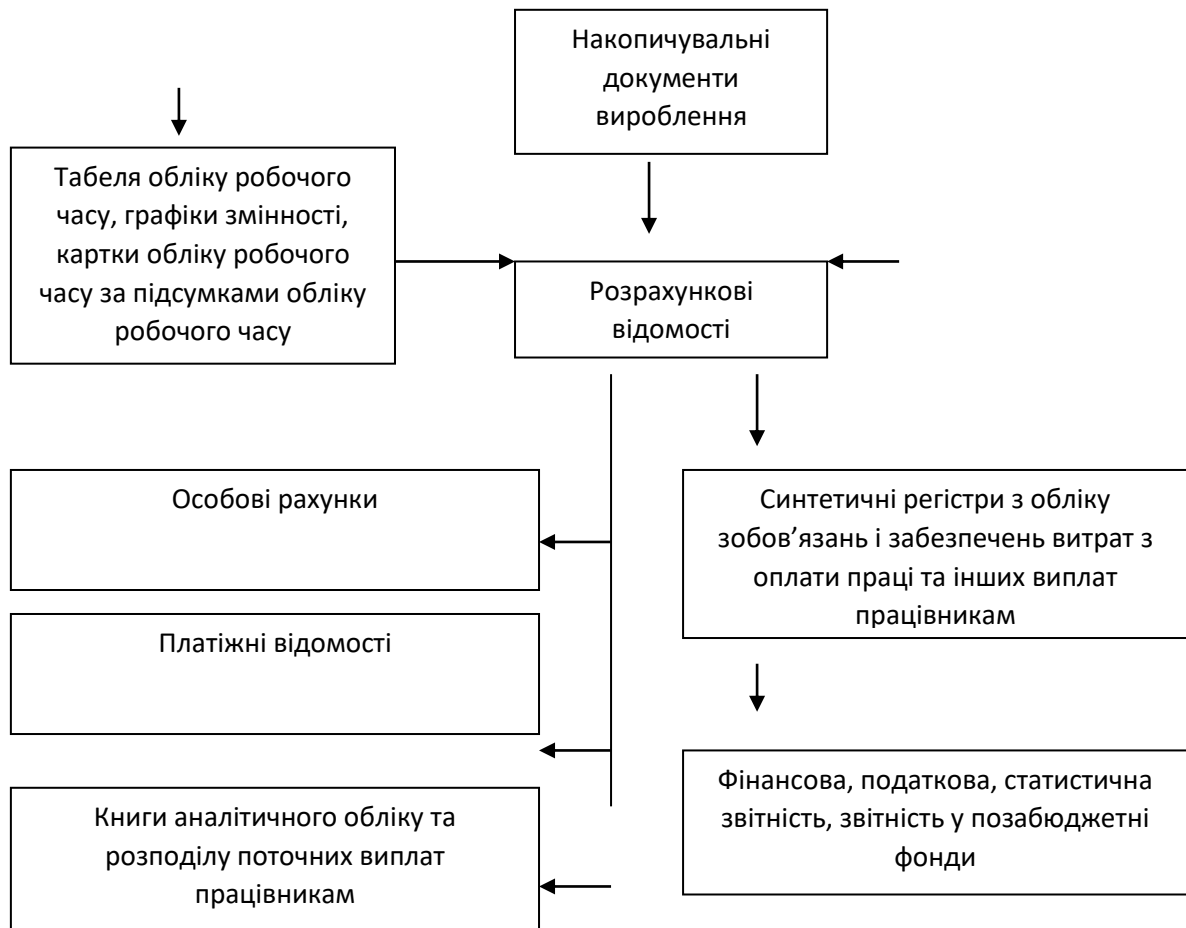 Накопичувальні
документи
вироблення
Табеля обліку робочого
часу, графіки змінності,
картки обліку робочого
часу за підсумками обліку
робочого часу
Розрахункові
відомості
Особові рахунки
Синтетичні регістри з обліку
зобов’язань і забезпечень витрат з
оплати праці та інших виплат
працівникам
Платіжні відомості
Фінансова, податкова, статистична
звітність, звітність у позабюджетні
фонди
Книги аналітичного обліку та
розподілу поточних виплат
працівникам